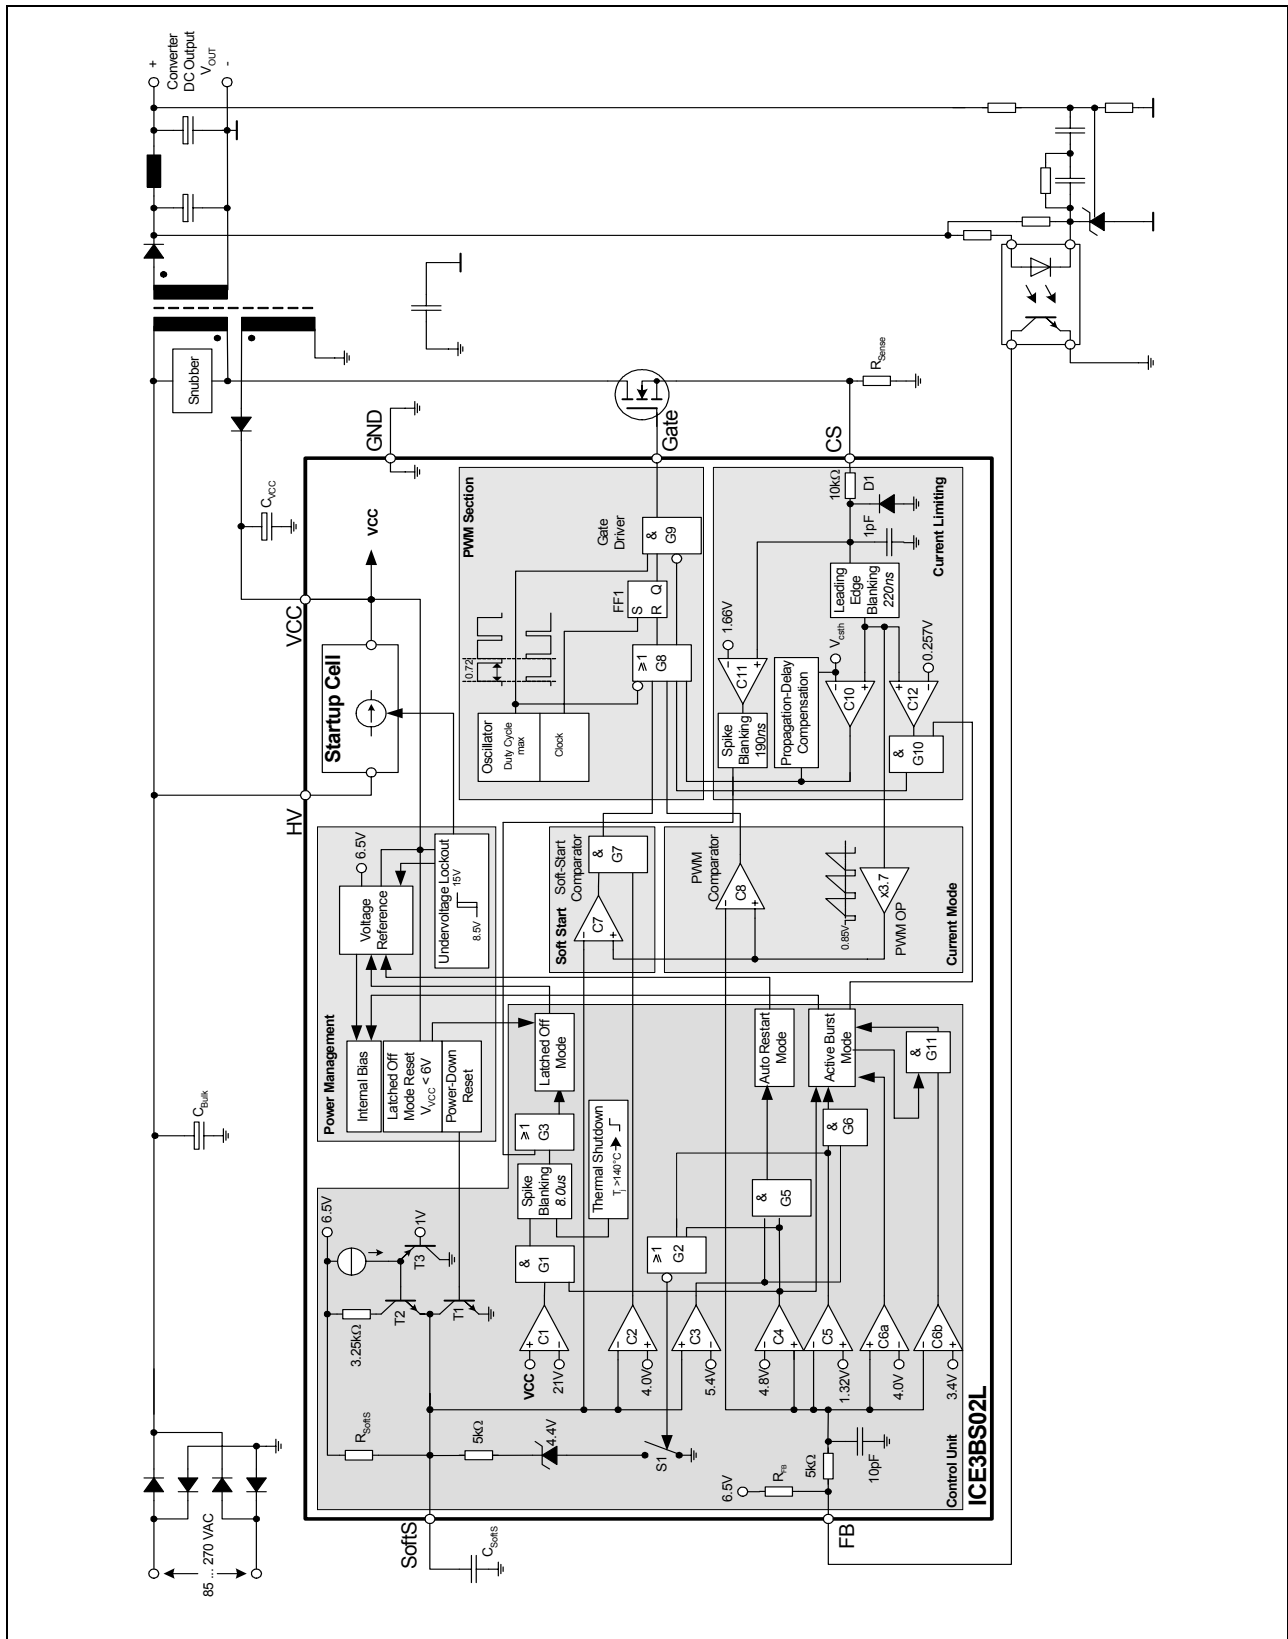 85 ... 270 VAC
C_Bulk
Snubber
+
Converter
DC Output
V_OUT
-
C_VCC
VCC
HV
VCC
GND
Startup Cell
Power Management
Internal Bias
Latched Off
Mode Reset
V_VCC < 6V
Power-Down
Reset
Voltage
Reference
6.5V
Undervoltage Lockout
15V
8.5V
SoftS
C_SoftS
R_SoftS
6.5V
3.25kΩ
T2
T3
1V
T1
5kΩ
4.4V
S1
VCC
21V
+
-
C1
&
G1
Spike
Blanking
8.0us
≥1
G3
Latched Off
Mode
Thermal Shutdown
T_j >140°C
4.0V
-
+
C2
5.4V
+
-
C3
≥1
G2
4.8V
-
+
C4
&
G5
Auto Restart
Mode
1.32V
-
+
C5
&
G6
Active Burst
Mode
4.0V
+
-
C6a
3.4V
-
+
C6b
&
G11
6.5V
R_FB
5kΩ
10pF
FB
Control Unit
ICE3BS02L
Soft Start
Soft-Start
Comparator
-
+
C7
&
G7
PWM
Comparator
-
+
C8
0.85V
x3.7
PWM OP
Current Mode
PWM Section
Oscillator
Duty Cycle
max
Clock
0.72
FF1
S
R
Q
≥1
G8
Gate
Driver
&
G9
Gate
1.66V
-
+
C11
Spike
Blanking
190ns
Propagation-Delay
Compensation
V_csth
-
+
C10
+
-
C12
0.257V
&
G10
Leading
Edge
Blanking
220ns
10kΩ
D1
1pF
Current Limiting
CS
R_Sense